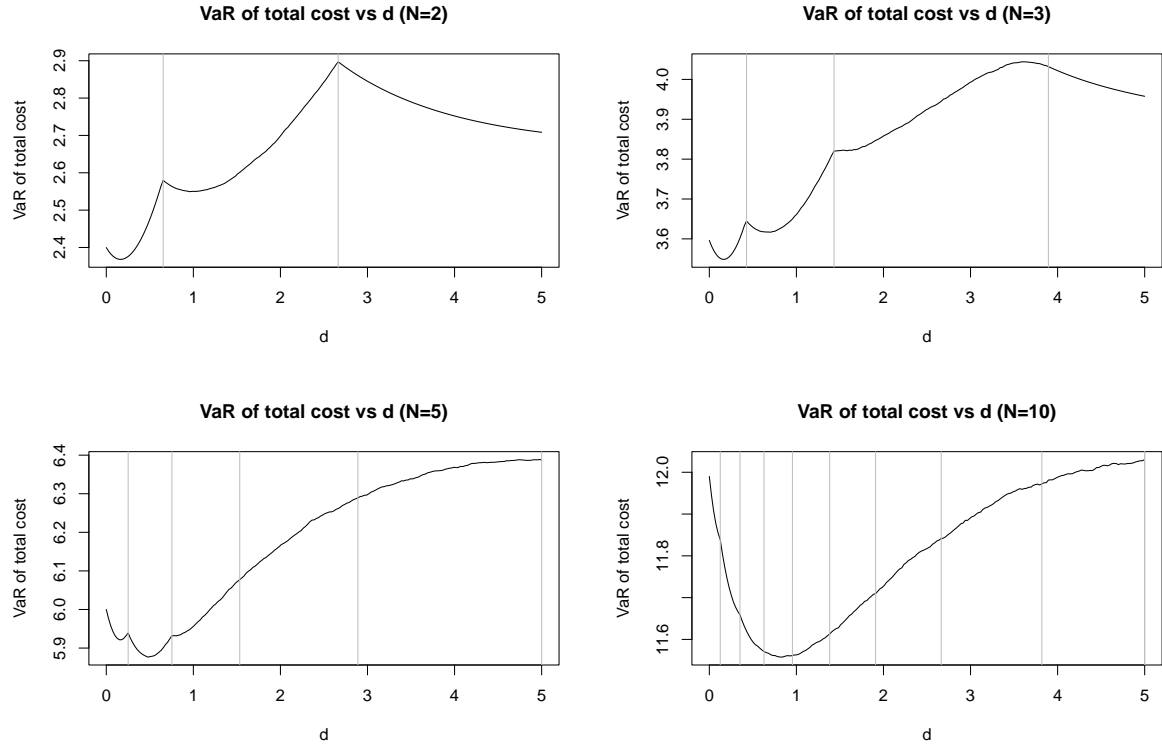 VaR of total cost vs d (N=2)
VaR of total cost
2.4 2.5 2.6 2.7 2.8 2.9
0 1 2 3 4 5
d
VaR of total cost vs d (N=3)
VaR of total cost
3.6 3.7 3.8 3.9 4.0
0 1 2 3 4 5
d
VaR of total cost vs d (N=5)
VaR of total cost
5.9 6.0 6.1 6.2 6.3 6.4
0 1 2 3 4 5
d
VaR of total cost vs d (N=10)
VaR of total cost
11.6 11.8 12.0
0 1 2 3 4 5
d